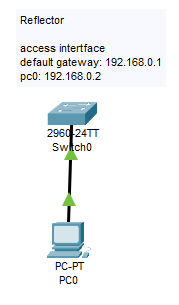 Reflector
access intertface
default gateway: 192.168.0.1
pc0: 192.168.0.2
2960-24TT
Switch0
PC-PT
PC0